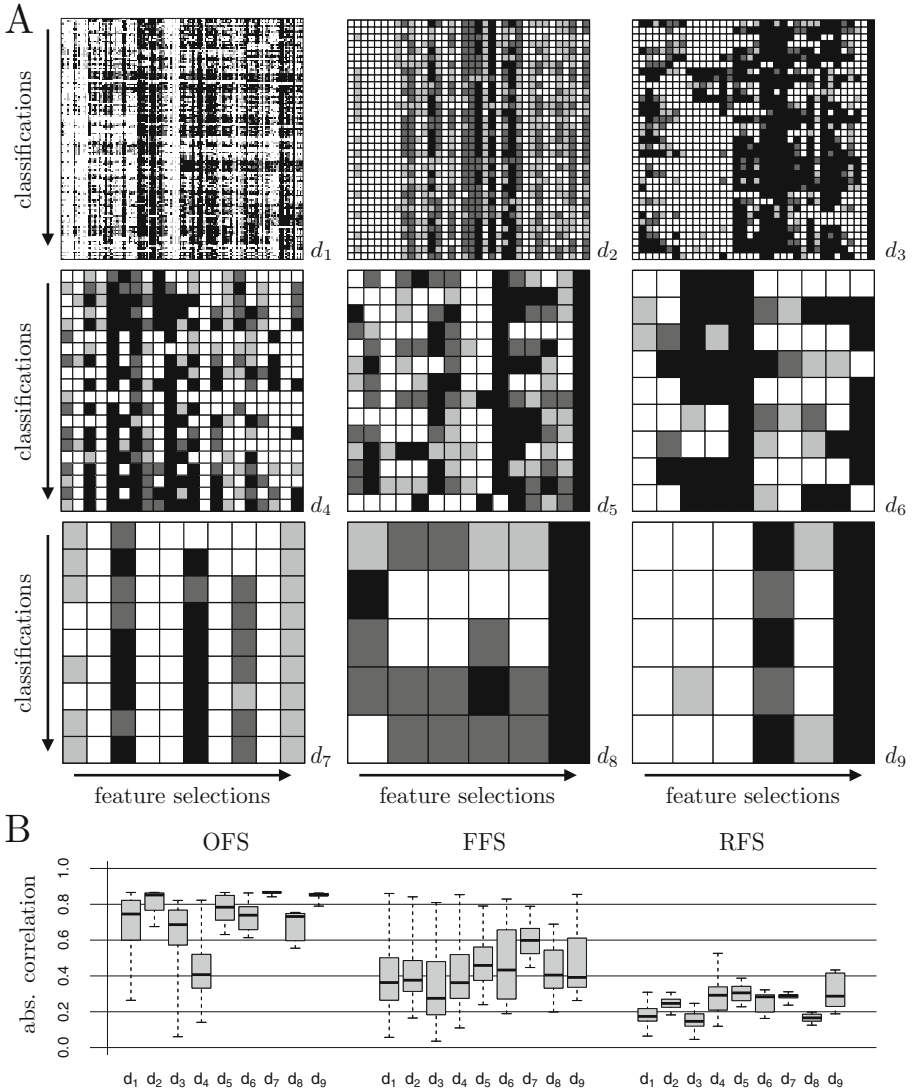 A
classifications
d1
d2
d3
classifications
d4
d5
d6
classifications
d7
d8
d9
feature selections
feature selections
feature selections
B
OFS
FFS
RFS
abs. correlation
1.0
0.8
0.6
0.4
0.2
0.0
d1 d2 d3 d4 d5 d6 d7 d8 d9
d1 d2 d3 d4 d5 d6 d7 d8 d9
d1 d2 d3 d4 d5 d6 d7 d8 d9